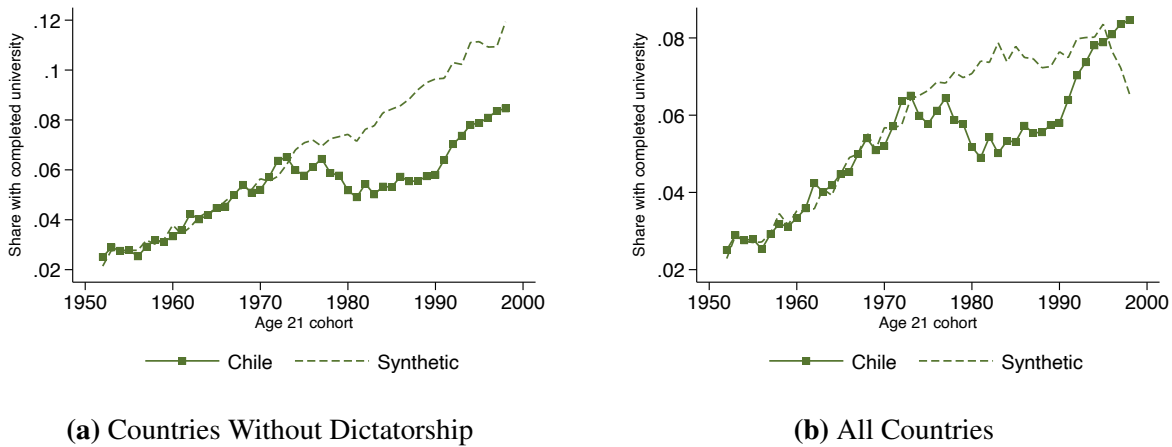 Share with completed university
.12
.1
.08
.06
.04
.02
1950 1960 1970 1980 1990 2000
Age 21 cohort
Chile Synthetic
(a) Countries Without Dictatorship
Share with completed university
.08
.06
.04
.02
1950 1960 1970 1980 1990 2000
Age 21 cohort
Chile Synthetic
(b) All Countries